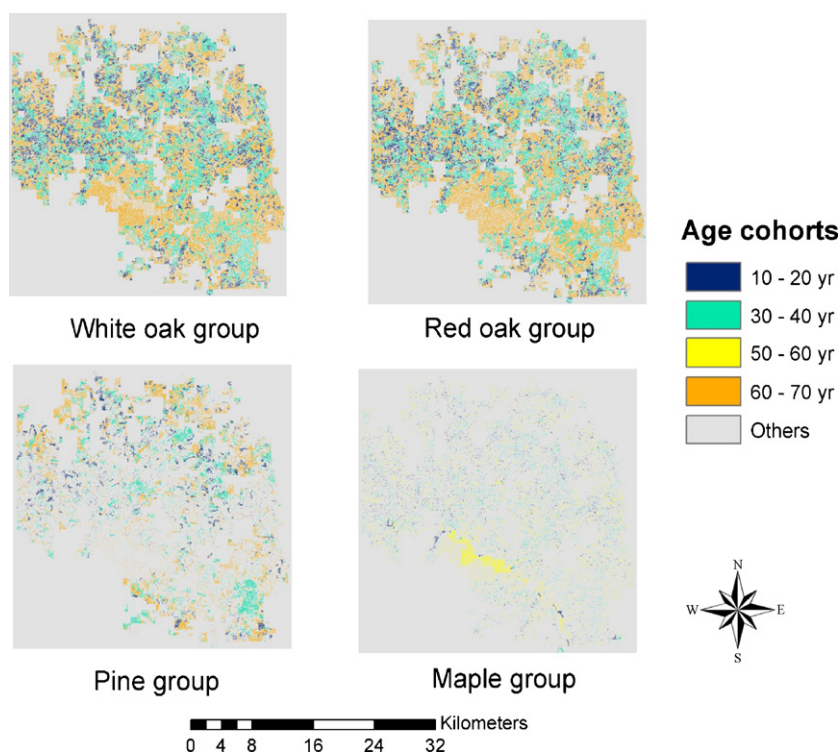 White oak group
Red oak group
Age cohorts
10 - 20 yr
30 - 40 yr
50 - 60 yr
60 - 70 yr
Others
Pine group
Maple group
N
W E
S
Kilometers
0 4 8 16 24 32